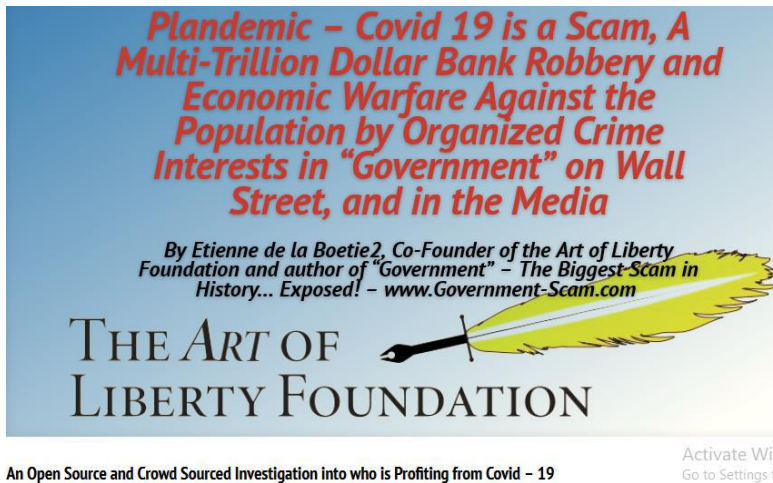 Plandemic – Covid 19 is a Scam, A
Multi-Trillion Dollar Bank Robbery and
Economic Warfare Against the
Population by Organized Crime
Interests in “Government” on Wall
Street, and in the Media
By Etienne de la Boetie2, Co-Founder of the Art of Liberty
Foundation and author of “Government” – The Biggest Scam in
History... Exposed! – www.Government-Scam.com
THE ART OF
LIBERTY FOUNDATION
Activate Wi
An Open Source and Crowd Sourced Investigation into who is Profiting from Covid – 19
Go to Settings